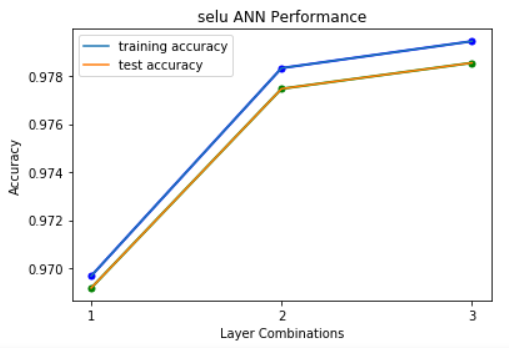 selu ANN Performance
training accuracy
test accuracy
0.978
0.976
0.974
0.972
0.970
Accuracy
1 2 3
Layer Combinations